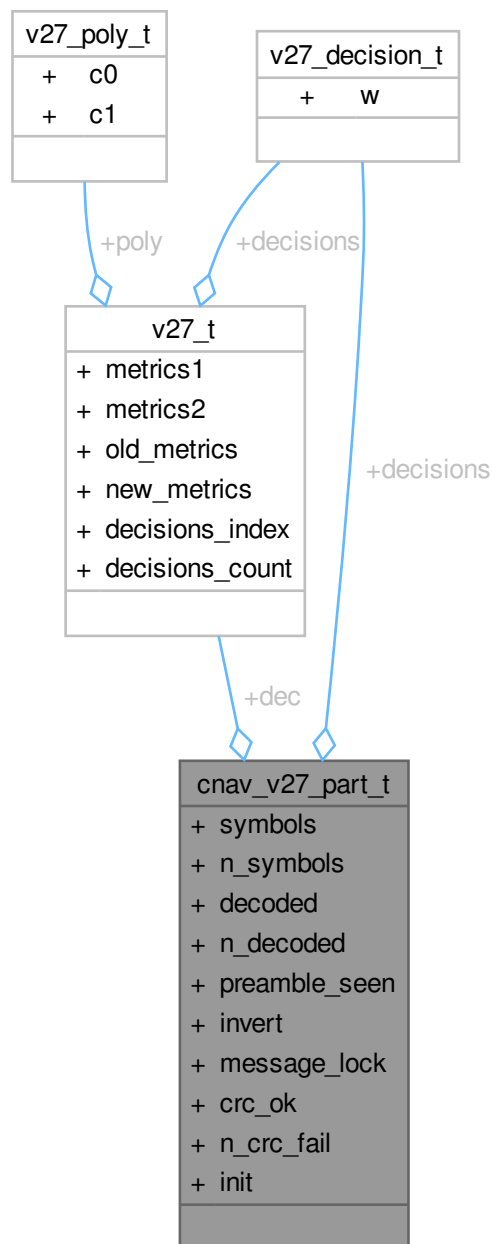 v27_poly_t
+ c0
+ c1
v27_decision_t
+ w
+poly
+decisions
v27_t
+ metrics1
+ metrics2
+ old_metrics
+ new_metrics
+ decisions_index
+ decisions_count
+decisions
+dec
cnav_v27_part_t
+ symbols
+ n_symbols
+ decoded
+ n_decoded
+ preamble_seen
+ invert
+ message_lock
+ crc_ok
+ n_crc_fail
+ init